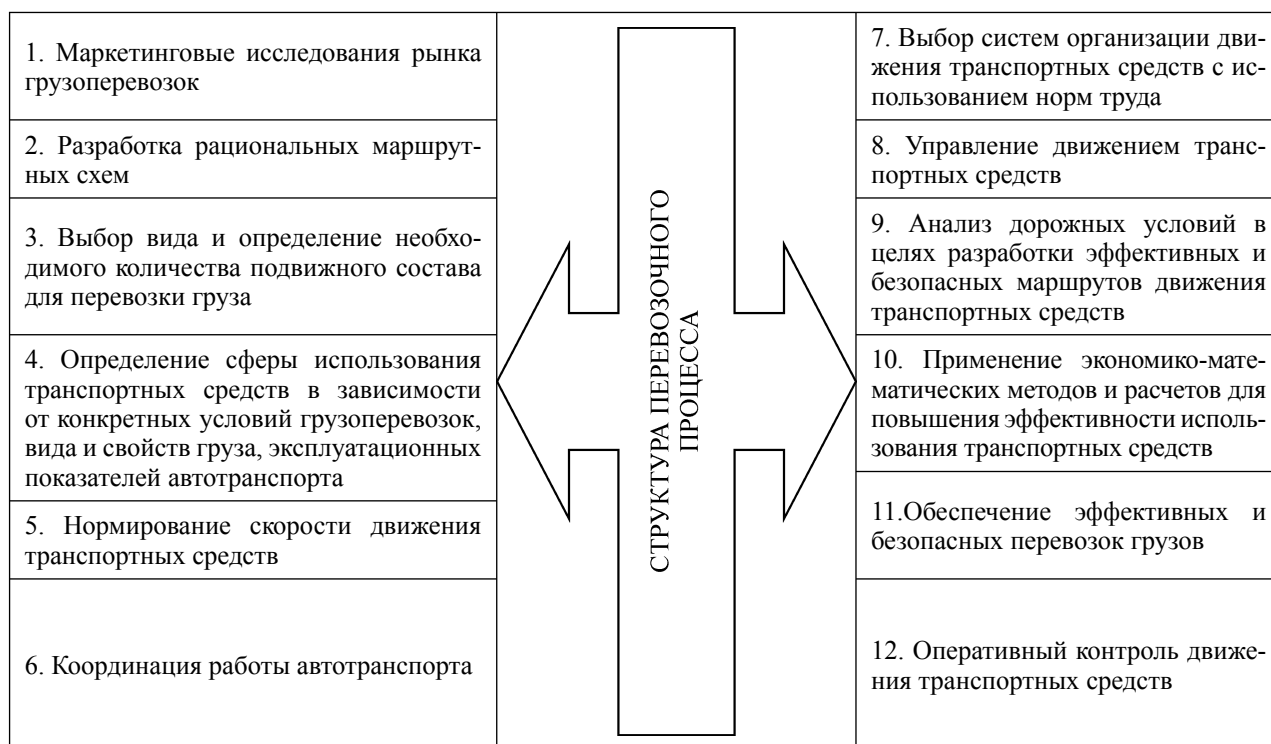 1. Маркетинговые исследования рынка
грузоперевозок
2. Разработка рациональных маршрут-
ных схем
3. Выбор вида и определение необхо-
димого количества подвижного состава
для перевозки груза
4. Определение сферы использования
транспортных средств в зависимости
от конкретных условий грузоперевозок,
вида и свойств груза, эксплуатационных
показателей автотранспорта
5. Нормирование скорости движения
транспортных средств
6. Координация работы автотранспорта
СТРУКТУРА ПЕРЕВОЗОЧНОГО
ПРОЦЕССА
7. Выбор систем организации дви-
жения транспортных средств с ис-
пользованием норм труда
8. Управление движением транс-
портных средств
9. Анализ дорожных условий в
целях разработки эффективных и
безопасных маршрутов движения
транспортных средств
10. Применение экономико-мате-
матических методов и расчетов для
повышения эффективности исполь-
зования транспортных средств
11.Обеспечение эффективных и
безопасных перевозок грузов
12. Оперативный контроль движе-
ния транспортных средств